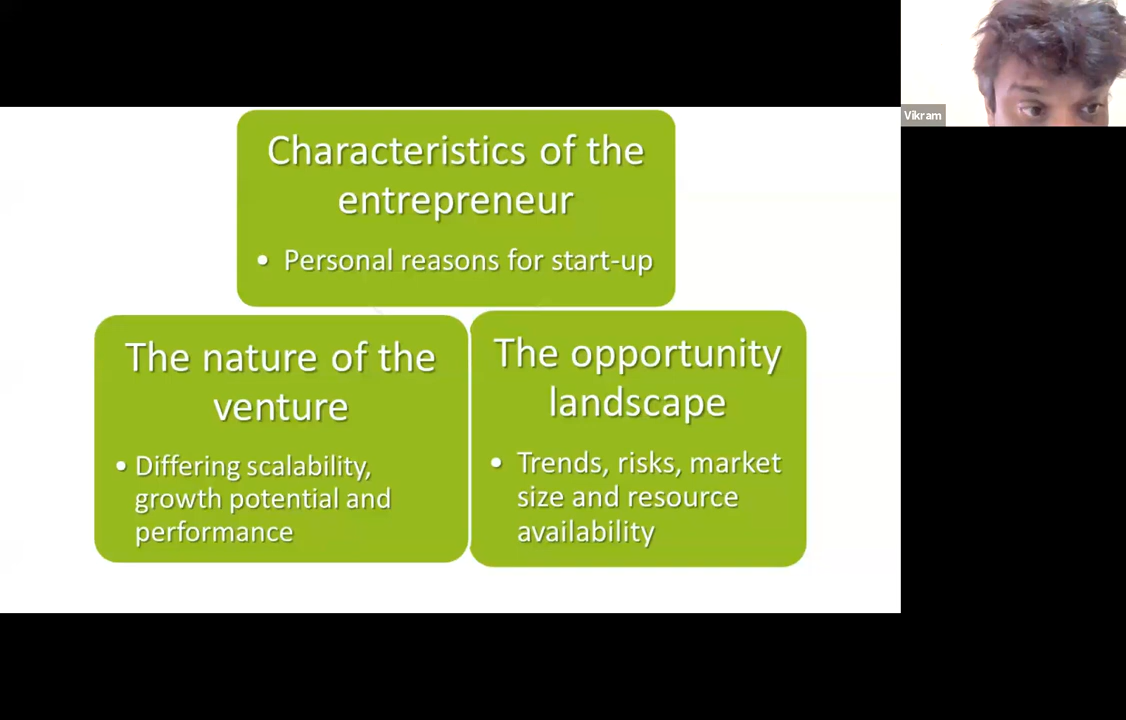 Vikram
Characteristics of the
entrepreneur
• Personal reasons for start-up
The nature of the
venture
• Differing scalability,
growth potential and
performance
The opportunity
landscape
• Trends, risks, market
size and resource
availability